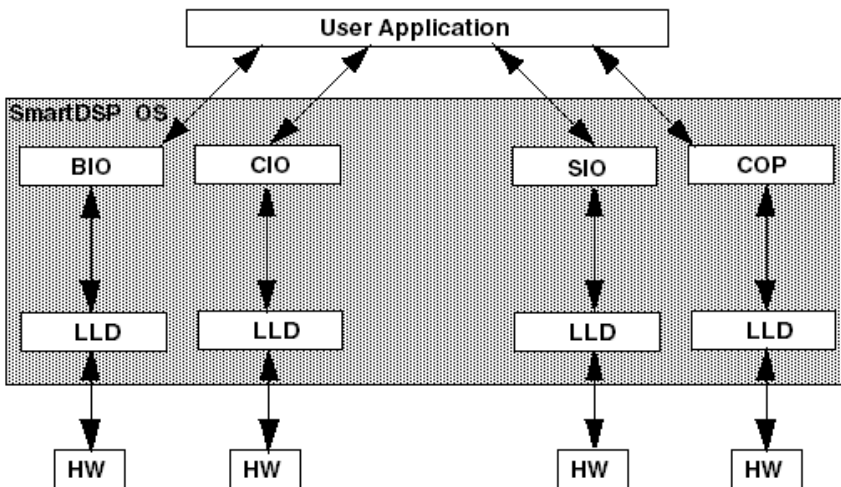 User Application
SmartDSP OS
BIO CIO SIO COP
LLD LLD LLD LLD
HW HW HW HW